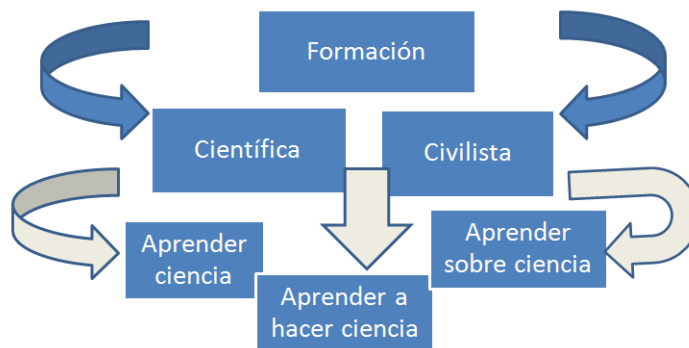 Formación
Científica
Civilista
Aprender
ciencia
Aprender a
hacer ciencia
Aprender
sobre ciencia